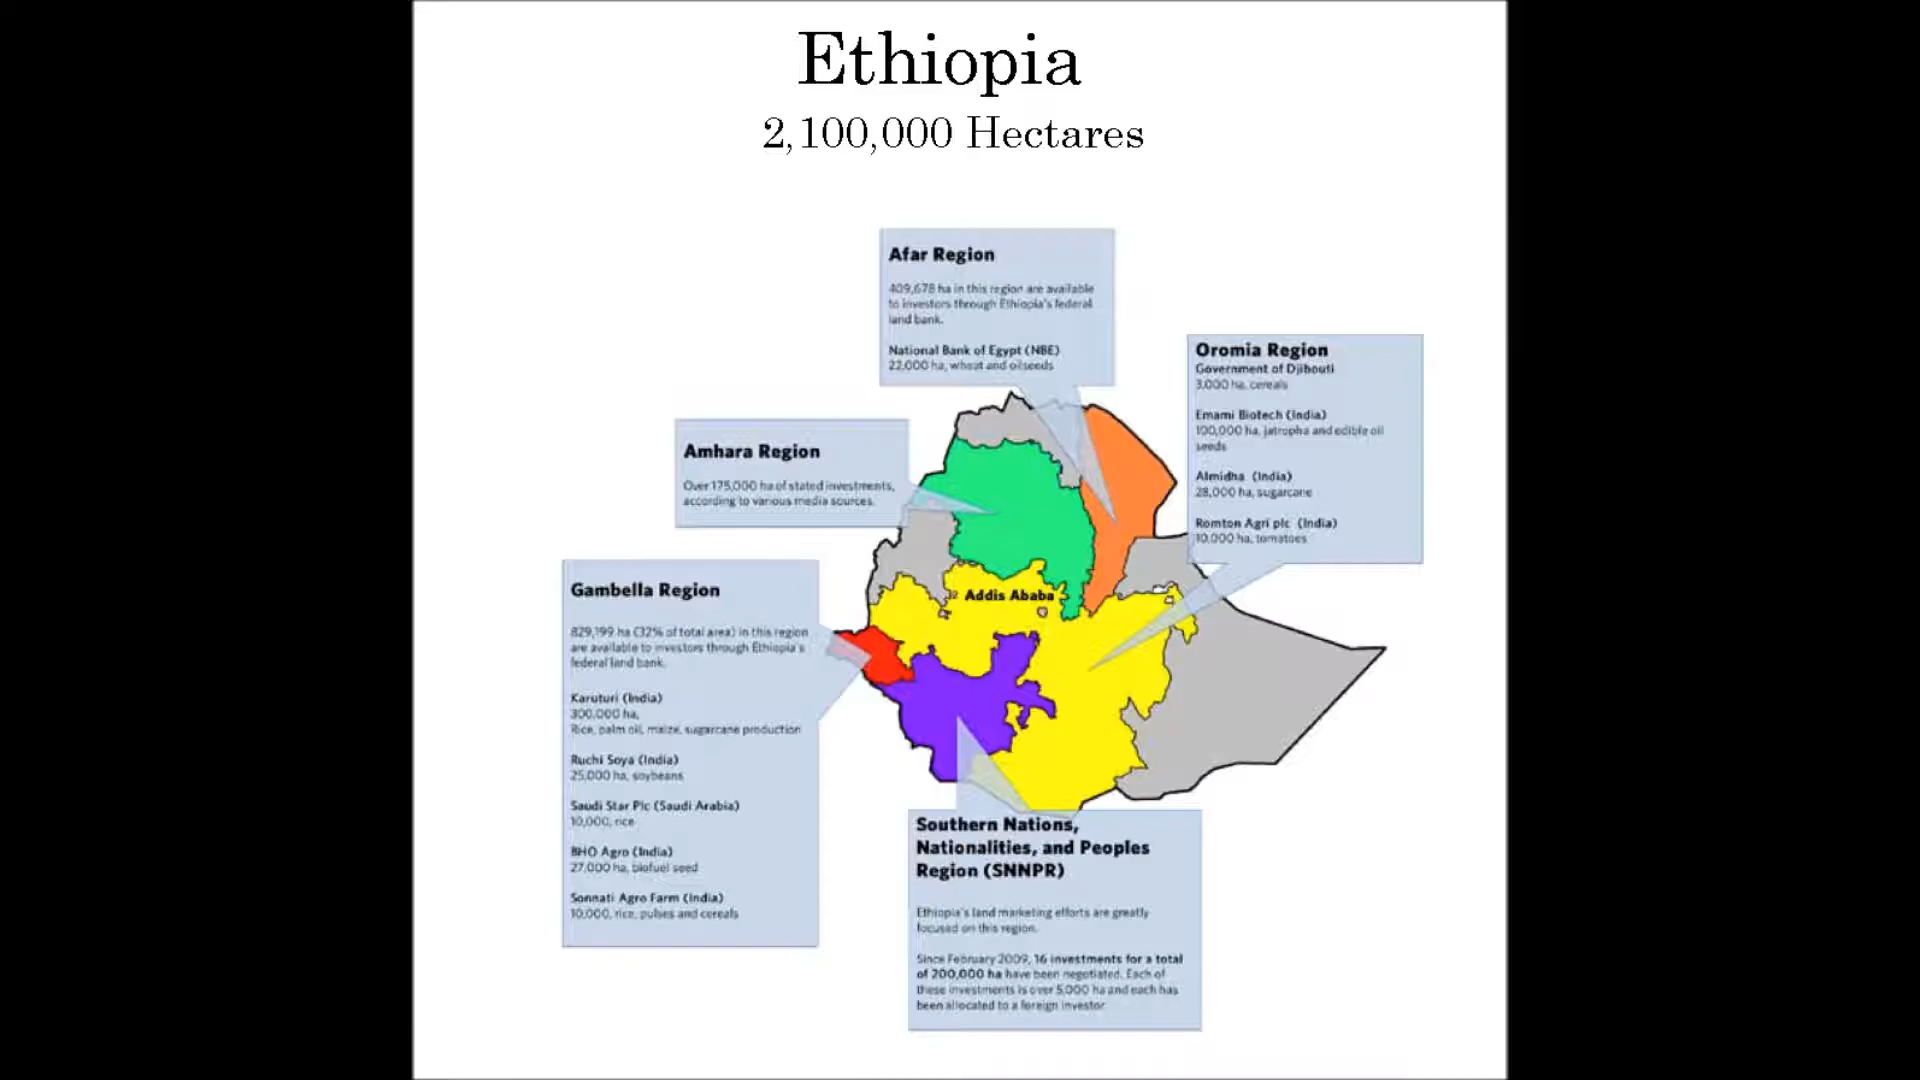 Ethiopia
2,100,000 Hectares
Afar Region
409,678 ha in this region are available
to investors through Ethiopia's federal
land bank.
National Bank of Egypt (NBE)
22,000 ha, wheat and oilseeds
Oromia Region
Government of Djibouti
3,000 ha, cereals
Emami Biotech (India)
100,000 ha, jatropha and edible oil
seeds
Almidha (India)
28,000 ha, sugarcane
Romton Agri plc (India)
10,000 ha, tomatoes
Amhara Region
Over 175,000 ha of stated investments,
according to various media sources.
Addis Ababa
Gambella Region
829,199 ha (32% of total area) in this region
are available to investors through Ethiopia's
federal land bank.
Karuturi (India)
300,000 ha,
Rice, palm oil, maize, sugarcane production
Ruchi Soya (India)
25,000 ha, soybeans
Saudi Star Plc (Saudi Arabia)
10,000, rice
BHO Agro (India)
27,000 ha, biofuel seed
Sonnati Agro Farm (India)
10,000, rice, pulses and cereals
Southern Nations,
Nationalities, and Peoples
Region (SNNPR)
Ethiopia's land marketing efforts are greatly
focused on this region.
Since February 2009, 16 investments for a total
of 200,000 ha have been negotiated. Each of
these investments is over 5,000 ha and each has
been allocated to a foreign investor.